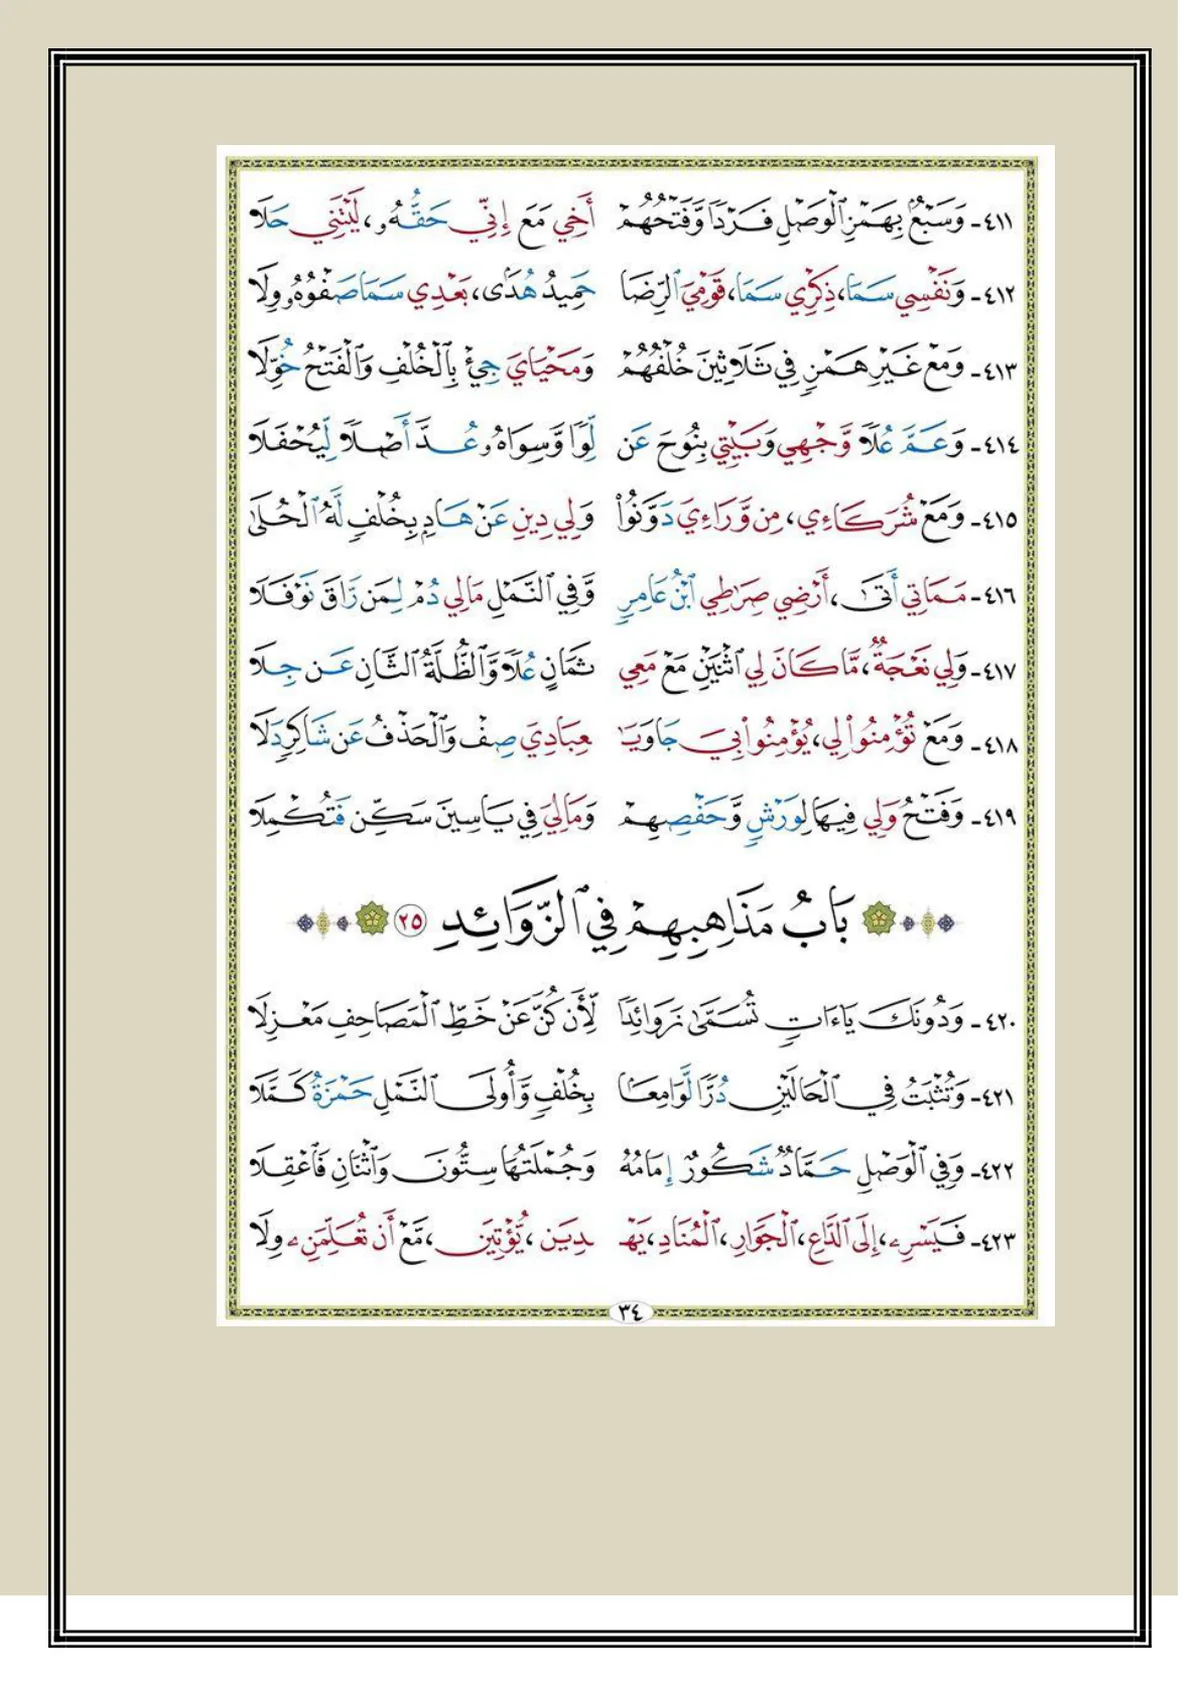 ٤١١- وَسَبْعٌ بِهَمْزِ الْوَصْلِ فَرْدًا وَفَتْحُهُمْ أَخِي مَعَ إِنِّي حَقُّهُ، لَيْتَنِي حَلَا
٤١٢- وَنَفْسِي سَمَا، ذِكْرِي سَمَا، قَوْمِيَ الرِّضَا حَمِيدُ هُدًى، بَعْدِي سَمَا صَفْوُهُ وِلَا
٤١٣- وَمَعْ غَيْرِ هَمْزٍ فِي ثَلَاثِينَ خُلْفُهُمْ وَمَحْيَايَ جِيءْ بِالْخُلْفِ وَالْفَتْحُ خُوِّلَا
٤١٤- وَعَمَّ عُلًا وَّجْهِي وَبَيْتِي بِنُوحَ عَن لِّوًا وَّسِوَاهُ عُدَّ أَصْلًا لِّيُحْفَلَا
٤١٥- وَمَعْ شُرَكَاءِي، مِن وَّرَاءِيَ دَوَّنُوا وَلِي دِينِ عَنْ هَادٍ بِخُلْفٍ لَّهُ الْحُلَى
٤١٦- مَمَاتِي أَتَى، أَرْضِي صِرَاطِي ابْنُ عَامِرٍ وَّفِي النَّمْلِ مَالِي دُمْ لِمَن رَّاقَ نَوْفَلَا
٤١٧- وَلِي نَعْجَةٌ، مَّا كَانَ لِي اثْنَيْنِ مَعْ مَعِي ثَمَانٍ عُلًا وَّالظُّلَّةُ الثَّانِ عَن جِلَا
٤١٨- وَمَعْ تُؤْمِنُوا لِي، يُؤْمِنُوا بِيَ جَا وَيَا عِبَادِيَ صِفْ وَالْحَذْفُ عَن شَاكِرٍ دَلَا
٤١٩- وَفَتْحُ وَلِي فِيهَا لِوَرْشٍ وَّحَفْصِهِمْ وَمَالِيَ فِي يَاسِينَ سَكِّن فَتُكْمِلَا
بَابُ مَذَاهِبِهِمْ فِي الزَّوَائِدِ ٢٥
٤٢٠- وَدُونَكَ يَاءَاتٍ تُسَمَّى زَوَائِدًا لِّأَن كُنَّ عَنْ خَطِّ الْمَصَاحِفِ مَعْزِلَا
٤٢١- وَتُثْبَتُ فِي الْحَالَيْنِ دُرًّا لَّوَامِعًا بِخُلْفٍ وَّأُولَى النَّمْلِ حَمْزَةُ كَمَّلَا
٤٢٢- وَفِي الْوَصْلِ حَمَّادٌ شَكُورٌ إِمَامُهُ وَجُمْلَتُهَا سِتُّونَ وَاثْنَانِ فَاعْقِلَا
٤٢٣- فَيَسْرِے، إِلَى الدَّاعِ، الْجَوَارِ، الْمُنَادِ، يَهْـ ـدِيَن، يُؤْتِيَن، مَّعْ أَن تُعَلِّمَنِے وِلَا
٣٤